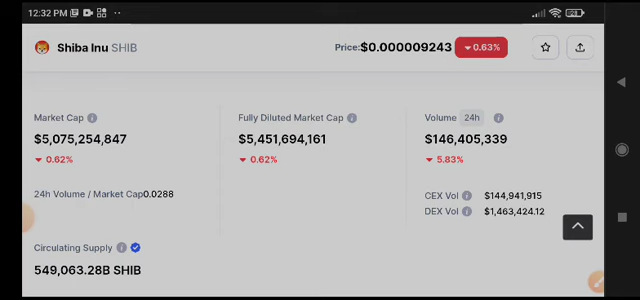 12:32 PM
Shiba Inu SHIB
Price:$0.000009243 0.63%
Market Cap
$5,075,254,847
0.62%
24h Volume / Market Cap0.0288
Fully Diluted Market Cap
$5,451,694,161
0.62%
Volume 24h
$146,405,339
5.83%
CEX Vol $144,941,915
DEX Vol $1,463,424.12
Circulating Supply
549,063.28B SHIB